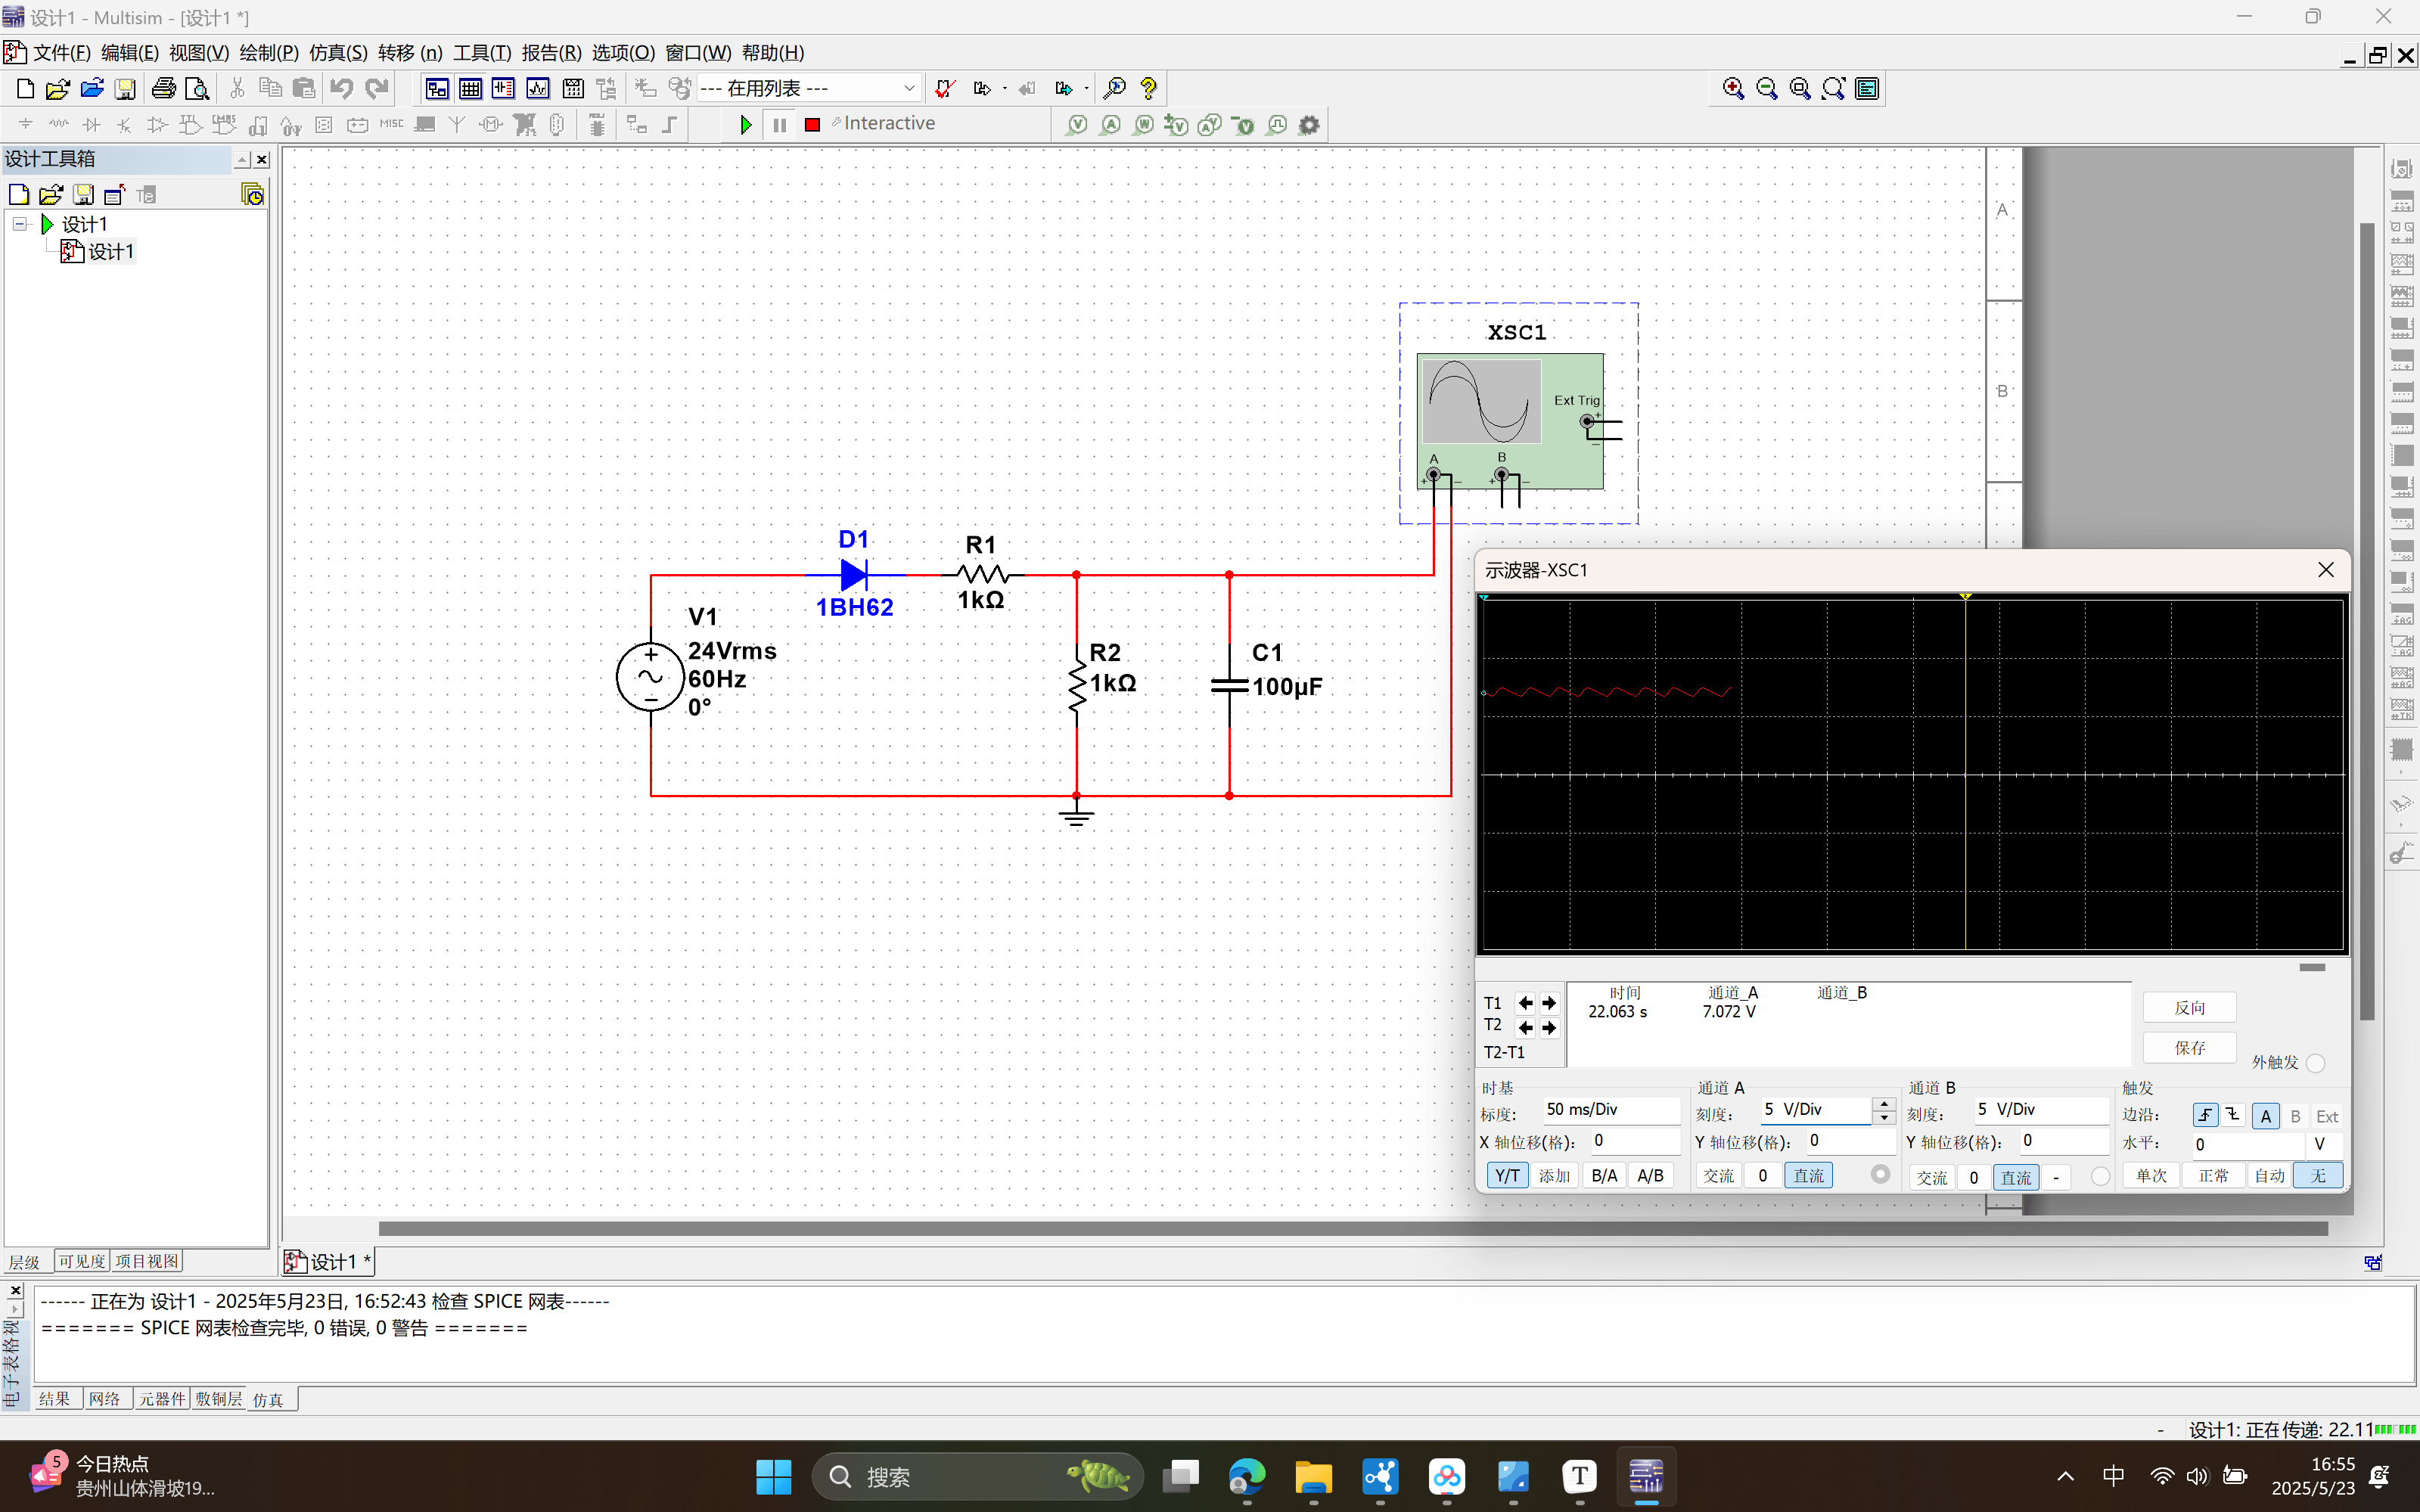 设计1 - Multisim - [设计1 *]
文件(F) 编辑(E) 视图(V) 绘制(P) 仿真(S) 转移 (n) 工具(T) 报告(R) 选项(O) 窗口(W) 帮助(H)
--- 在用列表 ---
MISC
Interactive
设计工具箱
设计1
设计1
A
B
XSC1
Ext Trig
A
B
D1
1BH62
R1
1kΩ
V1
24Vrms
60Hz
0°
R2
1kΩ
C1
100µF
示波器-XSC1
时间 通道_A 通道_B
T1 22.063 s 7.072 V
T2
T2-T1
反向
保存
外触发
时基 通道 A 通道 B 触发
标度: 50 ms/Div 刻度: 5 V/Div 刻度: 5 V/Div 边沿: A B Ext
X 轴位移(格): 0 Y 轴位移(格): 0 Y 轴位移(格): 0 水平: 0 V
Y/T 添加 B/A A/B 交流 0 直流 交流 0 直流 - 单次 正常 自动 无
层级 可见度 项目视图
设计1 *
------ 正在为 设计1 - 2025年5月23日, 16:52:43 检查 SPICE 网表------
======= SPICE 网表检查完毕, 0 错误, 0 警告 =======
电子表格视
结果 网络 元器件 敷铜层 仿真
- 设计1: 正在传递: 22.11
5
今日热点
贵州山体滑坡19...
搜索
T
中
16:55
2025/5/23